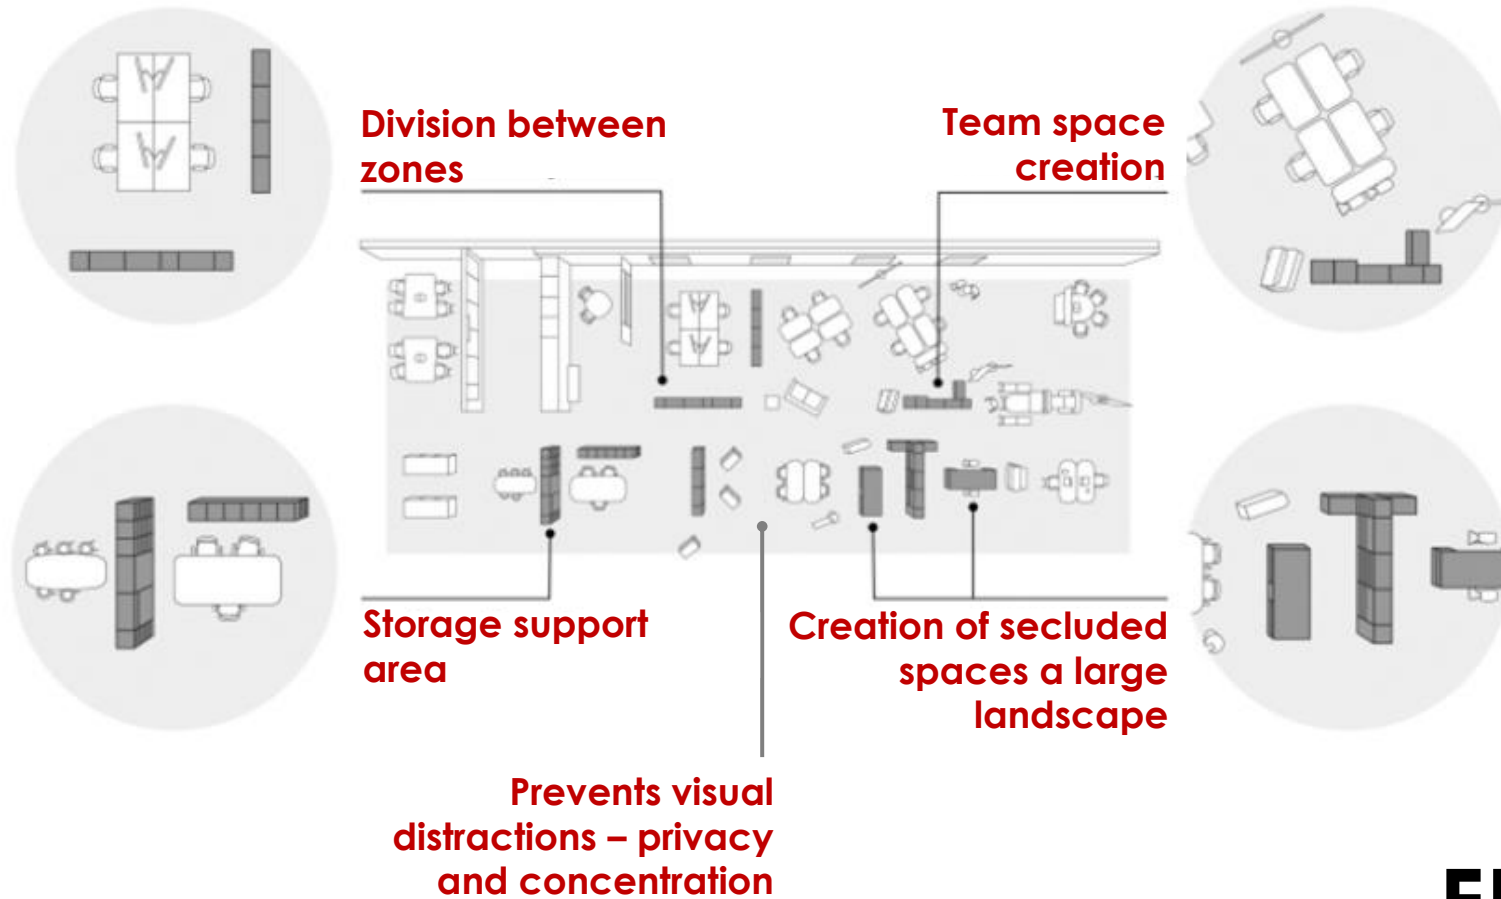 Division between
zones
Team space
creation
Storage support
area
Creation of secluded
spaces a large
landscape
Prevents visual
distractions – privacy
and concentration